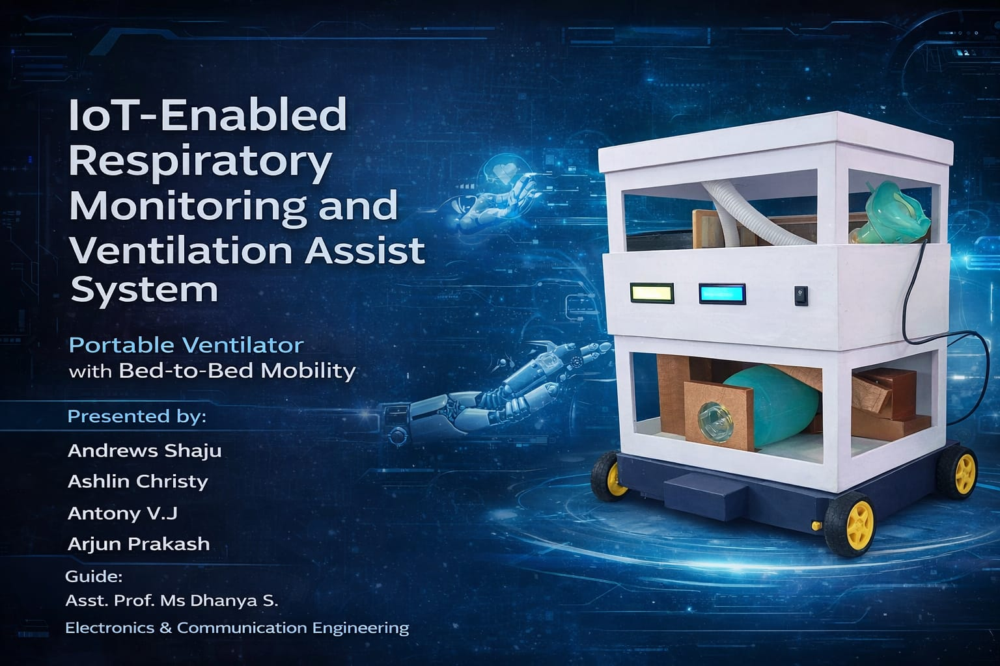 IoT-Enabled
Respiratory
Monitoring and
Ventilation Assist
System
Portable Ventilator
with Bed-to-Bed Mobility
Presented by:
Andrews Shaju
Ashlin Christy
Antony V.J
Arjun Prakash
Guide:
Asst. Prof. Ms Dhanya S.
Electronics & Communication Engineering